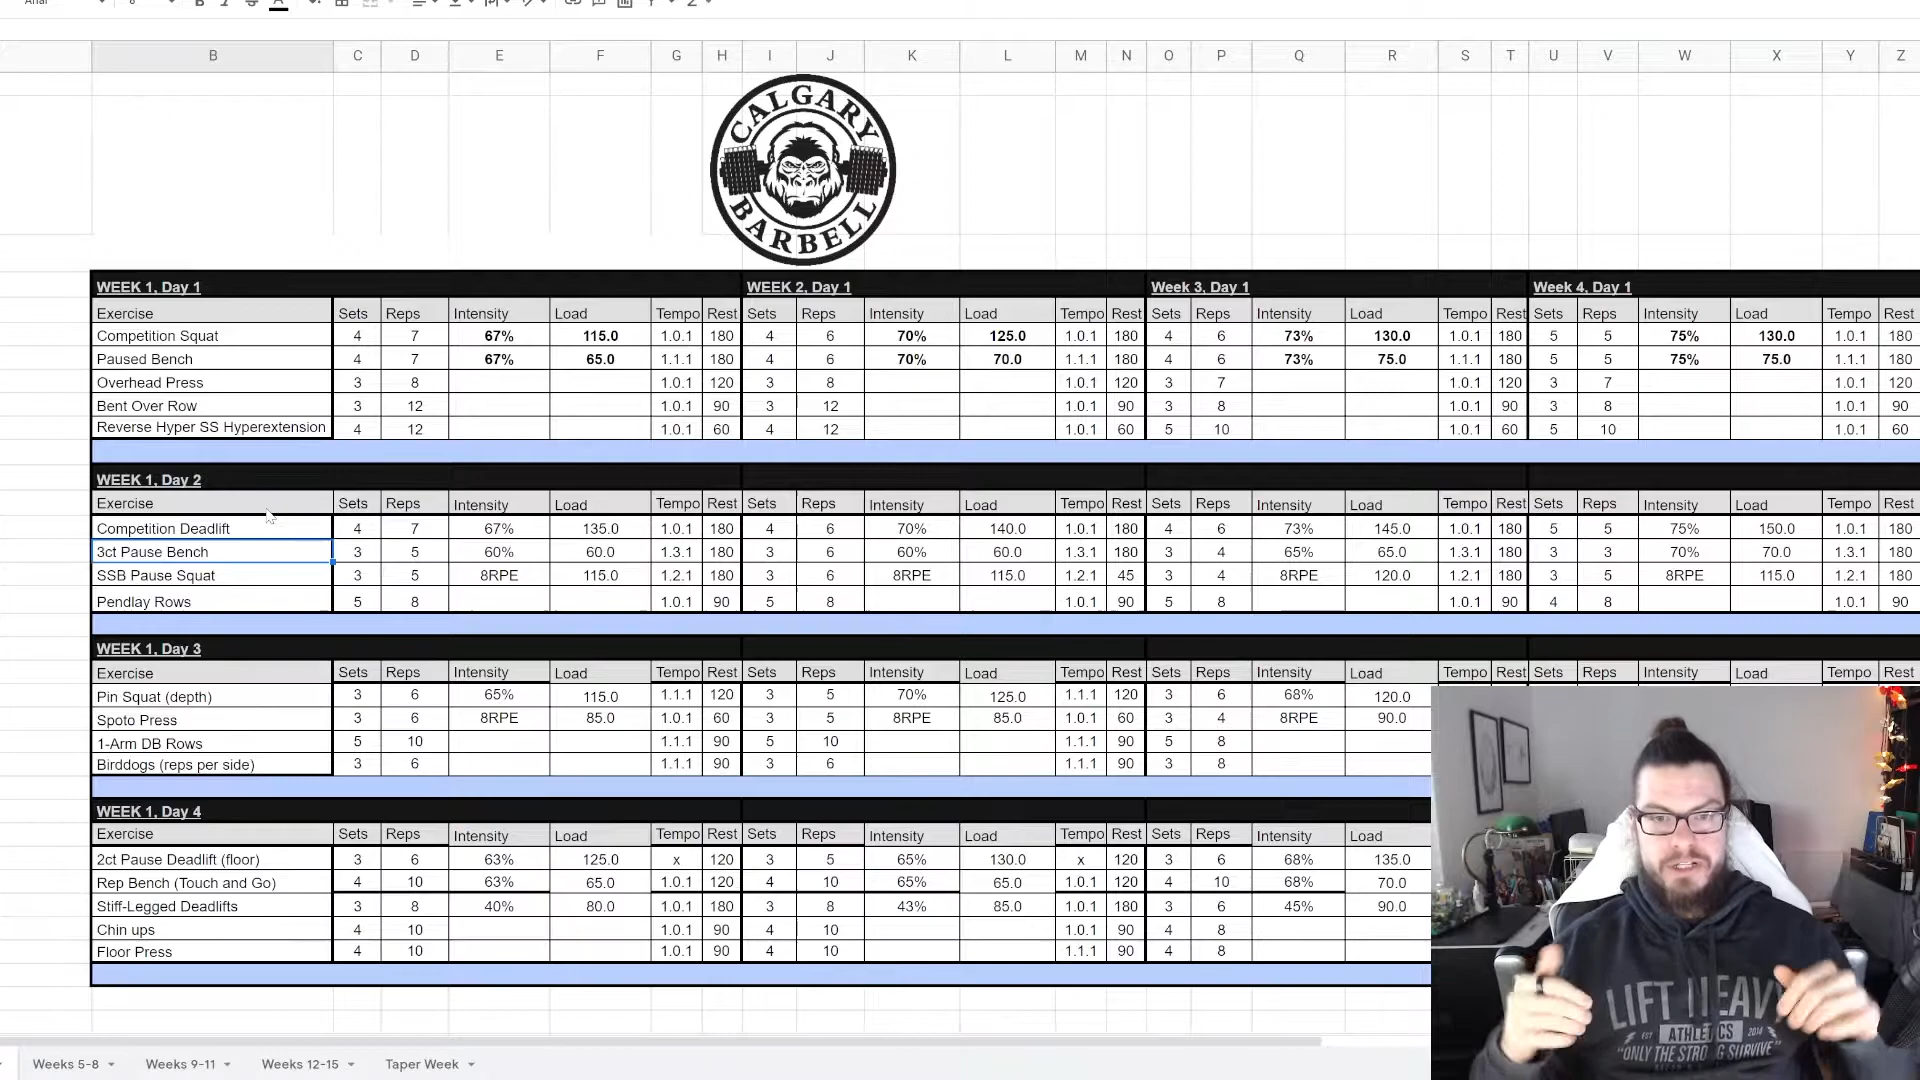 Arial
B C D E F G H I J K L M N O P Q R S T U V W X Y Z
CALGARY
BARBELL
WEEK 1, Day 1 WEEK 2, Day 1 Week 3, Day 1 Week 4, Day 1
Exercise Sets Reps Intensity Load Tempo Rest Sets Reps Intensity Load Tempo Rest Sets Reps Intensity Load Tempo Rest Sets Reps Intensity Load Tempo Rest
Competition Squat 4 7 67% 115.0 1.0.1 180 4 6 70% 125.0 1.0.1 180 4 6 73% 130.0 1.0.1 180 5 5 75% 130.0 1.0.1 180
Paused Bench 4 7 67% 65.0 1.1.1 180 4 6 70% 70.0 1.1.1 180 4 6 73% 75.0 1.1.1 180 5 5 75% 75.0 1.1.1 180
Overhead Press 3 8 1.0.1 120 3 8 1.0.1 120 3 7 1.0.1 120 3 7 1.0.1 120
Bent Over Row 3 12 1.0.1 90 3 12 1.0.1 90 3 8 1.0.1 90 3 8 1.0.1 90
Reverse Hyper SS Hyperextension 4 12 1.0.1 60 4 12 1.0.1 60 5 10 1.0.1 60 5 10 1.0.1 60
WEEK 1, Day 2
Exercise Sets Reps Intensity Load Tempo Rest Sets Reps Intensity Load Tempo Rest Sets Reps Intensity Load Tempo Rest Sets Reps Intensity Load Tempo Rest
Competition Deadlift 4 7 67% 135.0 1.0.1 180 4 6 70% 140.0 1.0.1 180 4 6 73% 145.0 1.0.1 180 5 5 75% 150.0 1.0.1 180
3ct Pause Bench 3 5 60% 60.0 1.3.1 180 3 6 60% 60.0 1.3.1 180 3 4 65% 65.0 1.3.1 180 3 3 70% 70.0 1.3.1 180
SSB Pause Squat 3 5 8RPE 115.0 1.2.1 180 3 6 8RPE 115.0 1.2.1 45 3 4 8RPE 120.0 1.2.1 180 3 5 8RPE 115.0 1.2.1 180
Pendlay Rows 5 8 1.0.1 90 5 8 1.0.1 90 5 8 1.0.1 90 4 8 1.0.1 90
WEEK 1, Day 3
Exercise Sets Reps Intensity Load Tempo Rest Sets Reps Intensity Load Tempo Rest Sets Reps Intensity Load Tempo Rest Sets Reps Intensity Load Tempo Rest
Pin Squat (depth) 3 6 65% 115.0 1.1.1 120 3 5 70% 125.0 1.1.1 120 3 6 68% 120.0
Spoto Press 3 6 8RPE 85.0 1.0.1 60 3 5 8RPE 85.0 1.0.1 60 3 4 8RPE 90.0
1-Arm DB Rows 5 10 1.1.1 90 5 10 1.1.1 90 5 8
Birddogs (reps per side) 3 6 1.1.1 90 3 6 1.1.1 90 3 8
WEEK 1, Day 4
Exercise Sets Reps Intensity Load Tempo Rest Sets Reps Intensity Load Tempo Rest Sets Reps Intensity Load
2ct Pause Deadlift (floor) 3 6 63% 125.0 x 120 3 5 65% 130.0 x 120 3 6 68% 135.0
Rep Bench (Touch and Go) 4 10 63% 65.0 1.0.1 120 4 10 65% 65.0 1.0.1 120 4 10 68% 70.0
Stiff-Legged Deadlifts 3 8 40% 80.0 1.0.1 180 3 8 43% 85.0 1.0.1 180 3 6 45% 90.0
Chin ups 4 10 1.0.1 90 4 10 1.0.1 90 4 8
Floor Press 4 10 1.0.1 90 4 10 1.1.1 90 4 8
LIFT HEAVY
EST ATHLETICS 2014
"ONLY THE STRONG SURVIVE"
Weeks 5-8 Weeks 9-11 Weeks 12-15 Taper Week